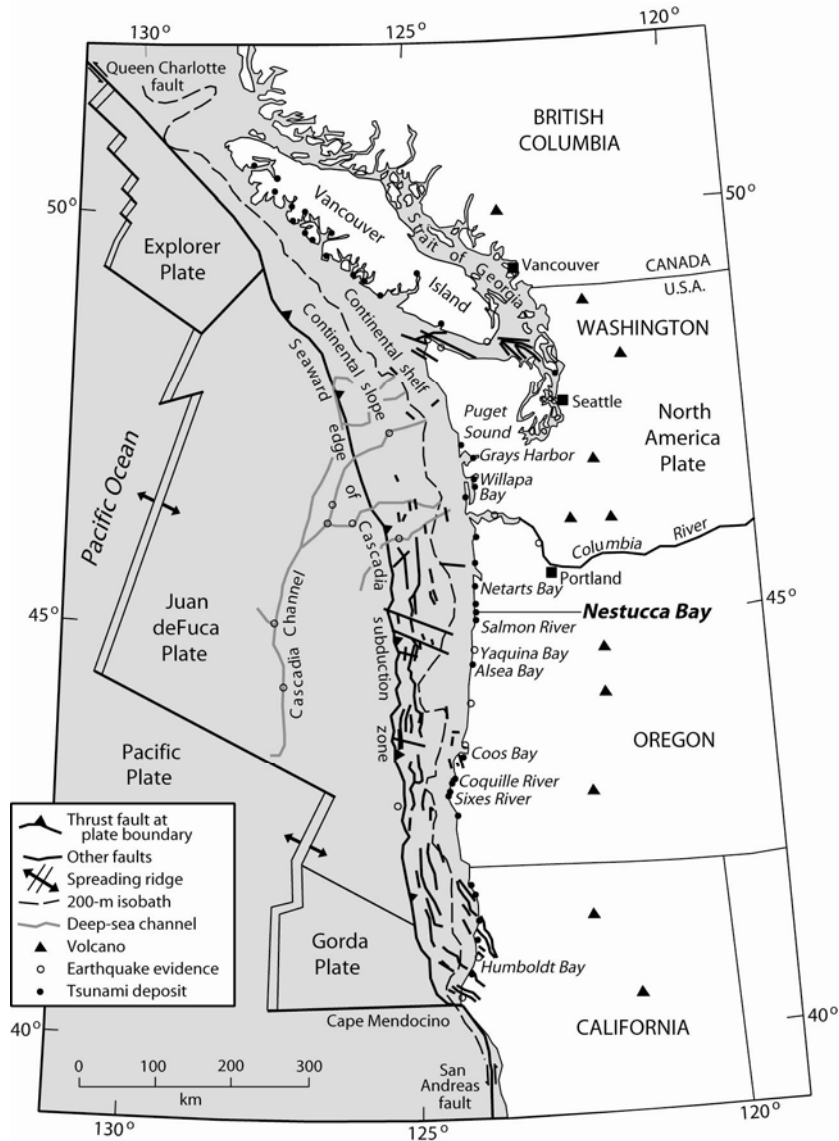 130°
125°
120°
Queen Charlotte
fault
BRITISH
COLUMBIA
50°
50°
Vancouver
Island
Strait of Georgia
Vancouver
Explorer
Plate
CANADA
U.S.A.
WASHINGTON
Continental shelf
Continental slope
Seaward
edge
of
Cascadia
subduction
zone
Seattle
Puget
Sound
North
America
Plate
Grays Harbor
Willapa
Bay
Pacific Ocean
Columbia
River
Portland
Netarts Bay
45°
45°
Juan
deFuca
Plate
Cascadia Channel
Nestucca Bay
Salmon River
Yaquina Bay
Alsea Bay
OREGON
Pacific
Plate
Coos Bay
Coquille River
Sixes River
Thrust fault at
plate boundary
Other faults
Spreading ridge
200-m isobath
Deep-sea channel
Volcano
Earthquake evidence
Tsunami deposit
Gorda
Plate
Humboldt Bay
40°
40°
Cape Mendocino
CALIFORNIA
0 100 200 300
km
San
Andreas
fault
130°
125°
120°